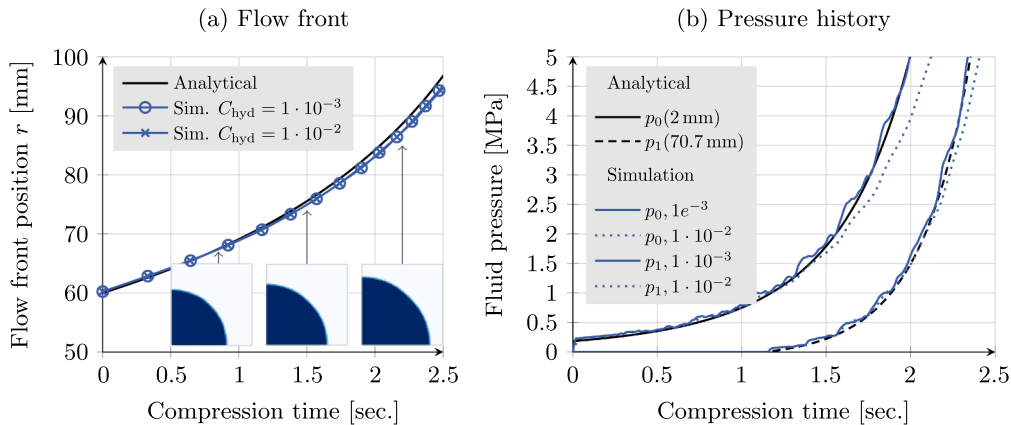 (a) Flow front
Flow front position r [mm]
100
90
80
70
60
50
Analytical
Sim. C_hyd = 1 · 10^−3
Sim. C_hyd = 1 · 10^−2
0
0.5
1
1.5
2
2.5
Compression time [sec.]
(b) Pressure history
Fluid pressure [MPa]
5
4.5
4
3.5
3
2.5
2
1.5
1
0.5
0
Analytical
p_0(2 mm)
p_1(70.7 mm)
Simulation
p_0, 1e^−3
p_0, 1 · 10^−2
p_1, 1 · 10^−3
p_1, 1 · 10^−2
0
0.5
1
1.5
2
2.5
Compression time [sec.]